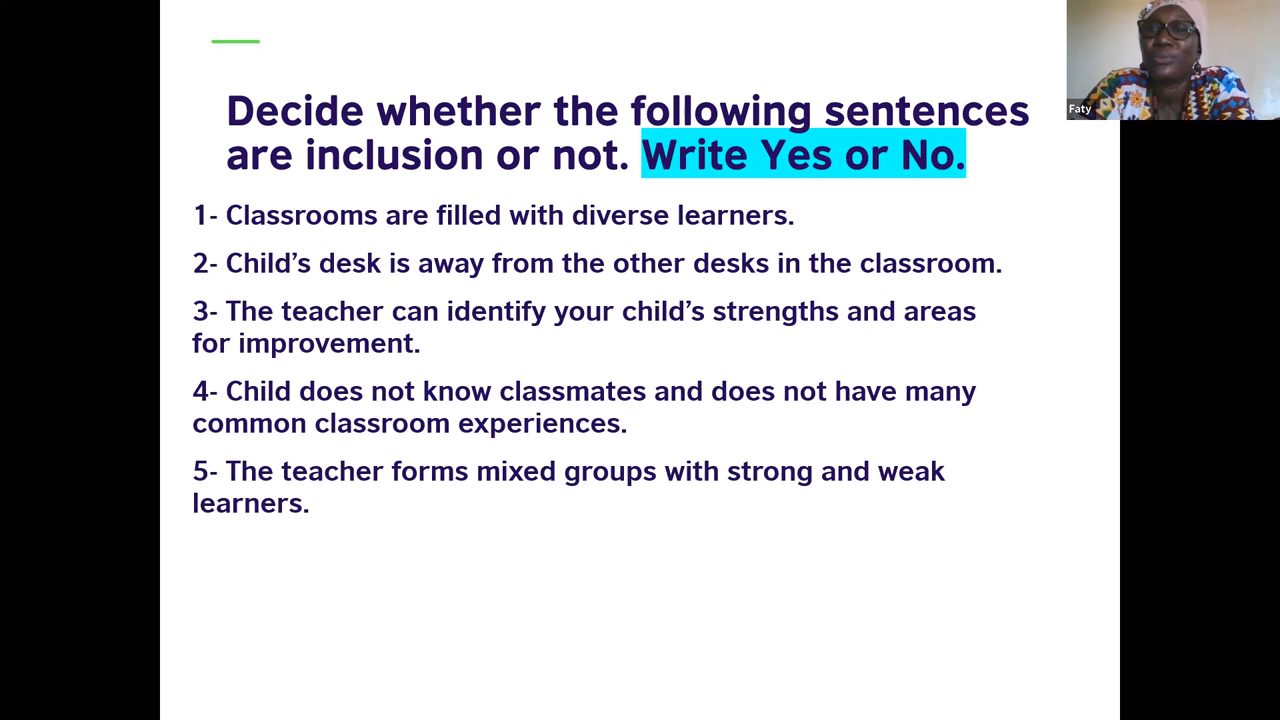 Decide whether the following sentences
are inclusion or not. Write Yes or No.
1- Classrooms are filled with diverse learners.
2- Child’s desk is away from the other desks in the classroom.
3- The teacher can identify your child’s strengths and areas
for improvement.
4- Child does not know classmates and does not have many
common classroom experiences.
5- The teacher forms mixed groups with strong and weak
learners.
Faty